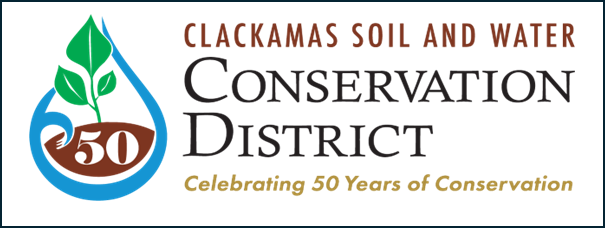 50
CLACKAMAS SOIL AND WATER
CONSERVATION
DISTRICT
Celebrating 50 Years of Conservation